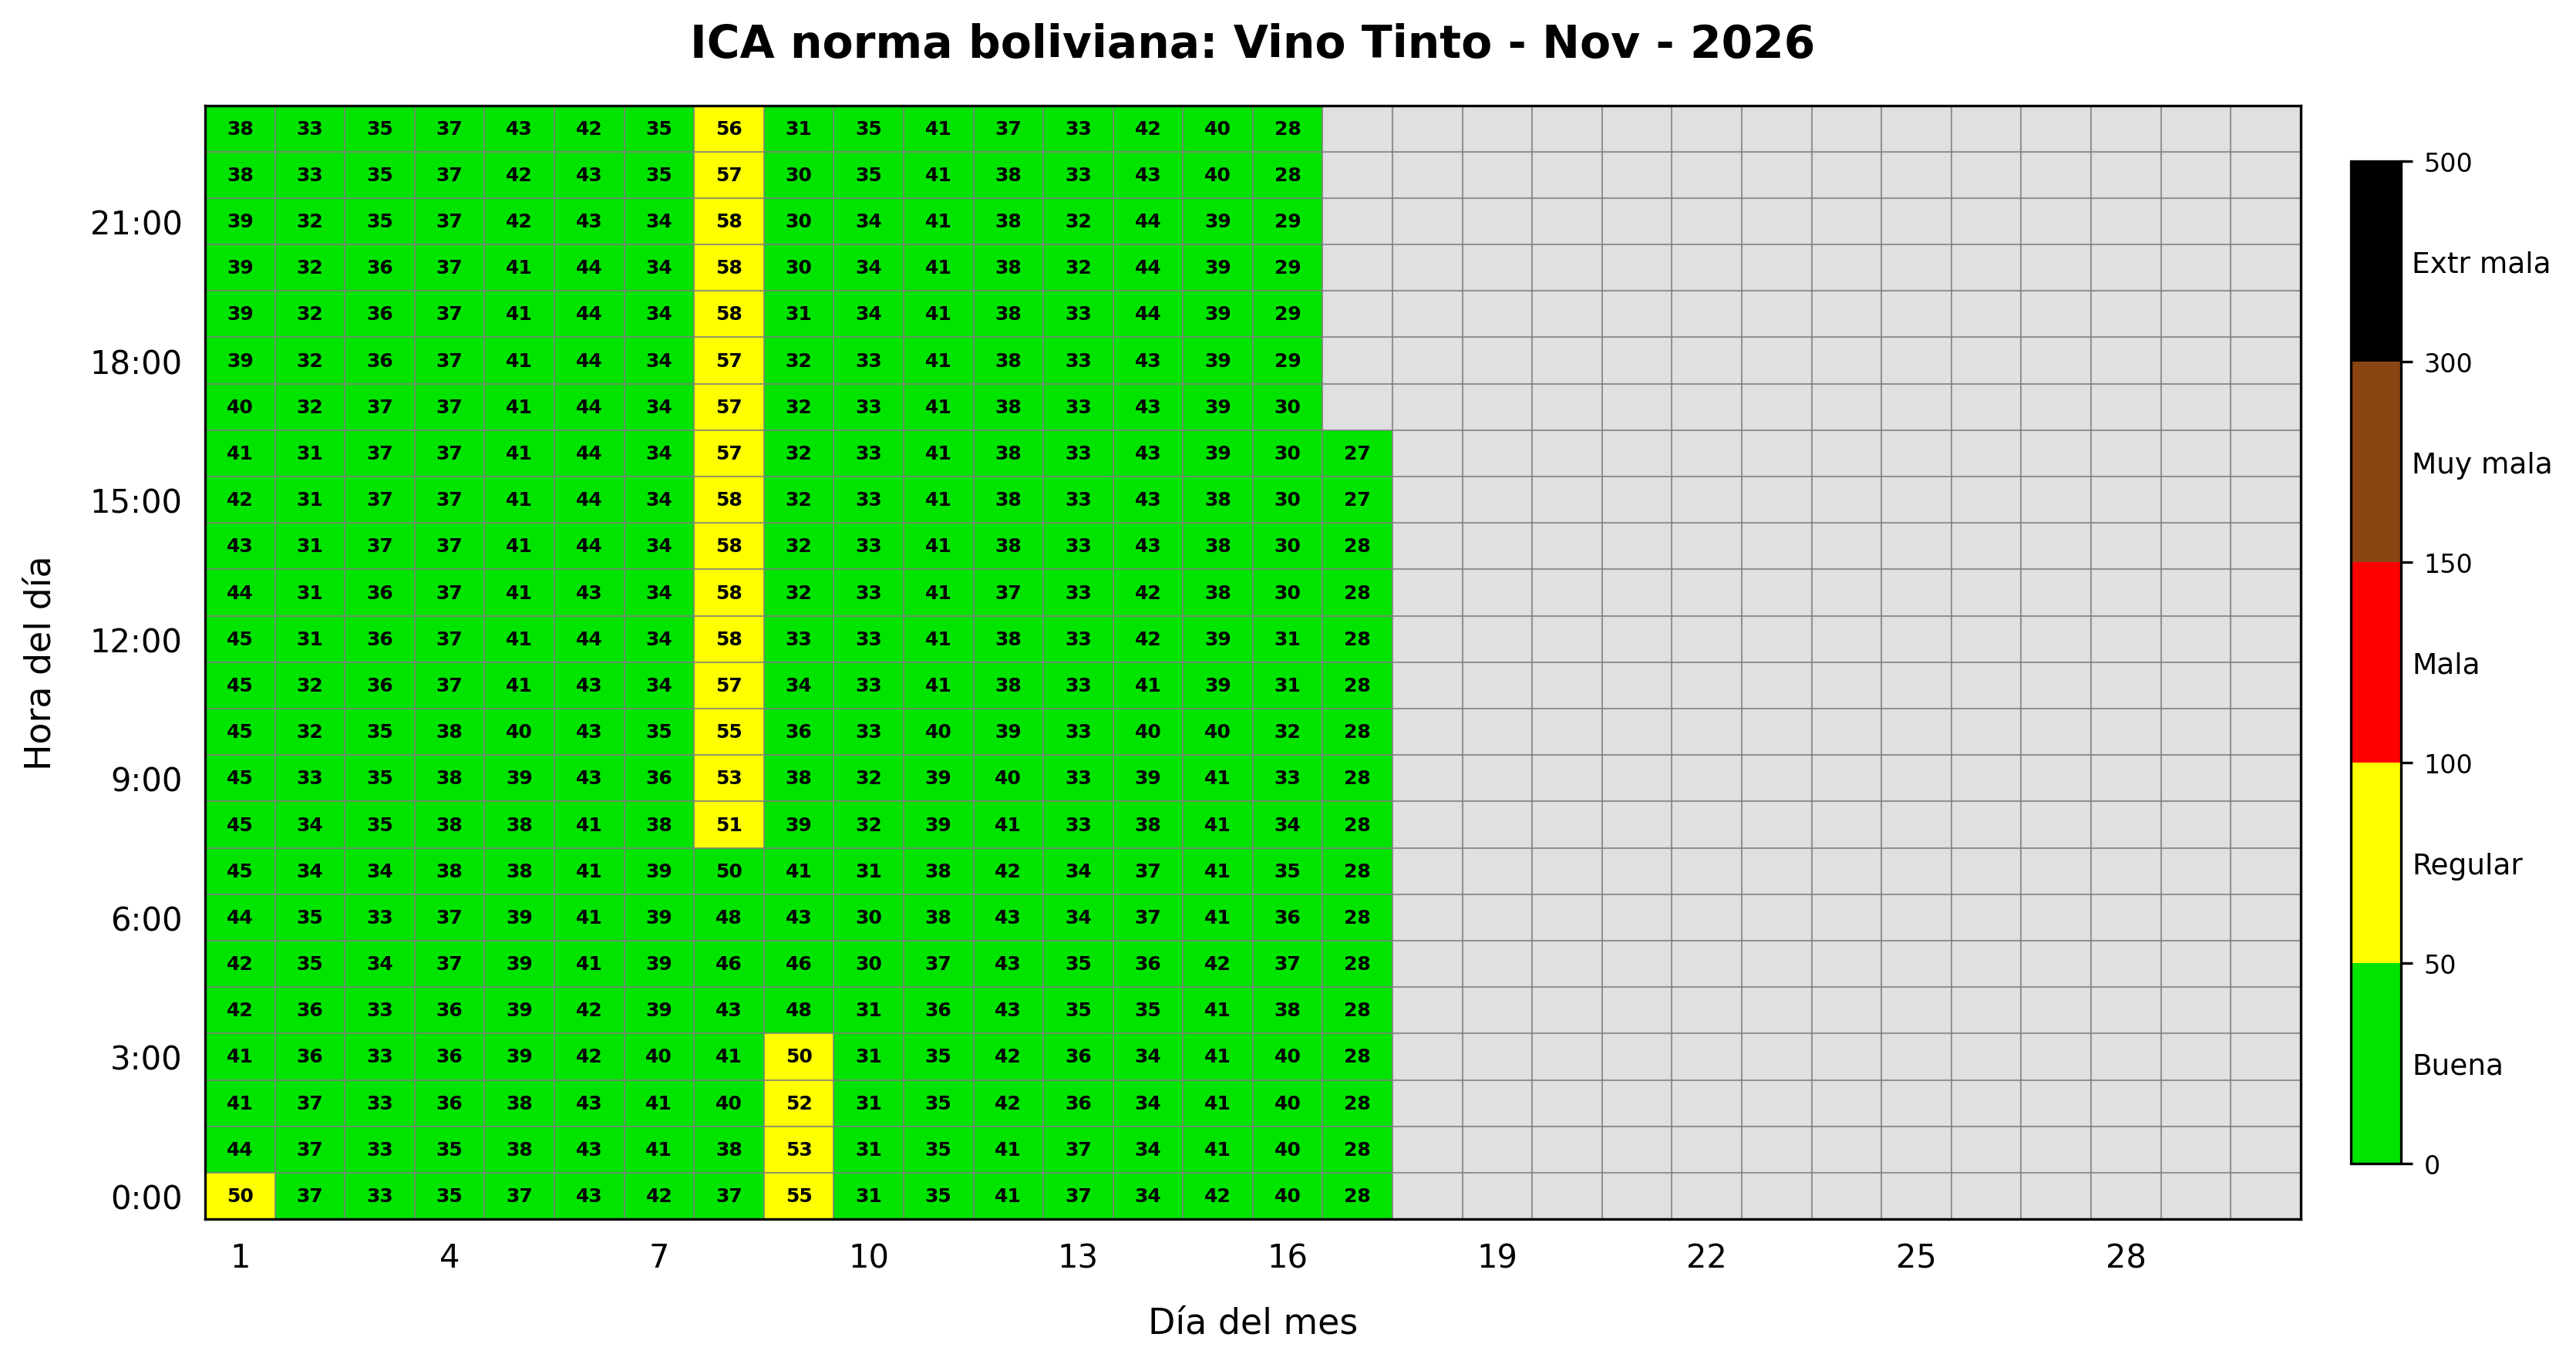 ICA norma boliviana: Vino Tinto - Nov - 2026
38 33 35 37 43 42 35 56 31 35 41 37 33 42 40 28
38 33 35 37 42 43 35 57 30 35 41 38 33 43 40 28
21:00 39 32 35 37 42 43 34 58 30 34 41 38 32 44 39 29
39 32 36 37 41 44 34 58 30 34 41 38 32 44 39 29
39 32 36 37 41 44 34 58 31 34 41 38 33 44 39 29
18:00 39 32 36 37 41 44 34 57 32 33 41 38 33 43 39 29
40 32 37 37 41 44 34 57 32 33 41 38 33 43 39 30
41 31 37 37 41 44 34 57 32 33 41 38 33 43 39 30 27
15:00 42 31 37 37 41 44 34 58 32 33 41 38 33 43 38 30 27
43 31 37 37 41 44 34 58 32 33 41 38 33 43 38 30 28
44 31 36 37 41 43 34 58 32 33 41 37 33 42 38 30 28
12:00 45 31 36 37 41 44 34 58 33 33 41 38 33 42 39 31 28
45 32 36 37 41 43 34 57 34 33 41 38 33 41 39 31 28
45 32 35 38 40 43 35 55 36 33 40 39 33 40 40 32 28
9:00 45 33 35 38 39 43 36 53 38 32 39 40 33 39 41 33 28
45 34 35 38 38 41 38 51 39 32 39 41 33 38 41 34 28
45 34 34 38 38 41 39 50 41 31 38 42 34 37 41 35 28
6:00 44 35 33 37 39 41 39 48 43 30 38 43 34 37 41 36 28
42 35 34 37 39 41 39 46 46 30 37 43 35 36 42 37 28
42 36 33 36 39 42 39 43 48 31 36 43 35 35 41 38 28
3:00 41 36 33 36 39 42 40 41 50 31 35 42 36 34 41 40 28
41 37 33 36 38 43 41 40 52 31 35 42 36 34 41 40 28
44 37 33 35 38 43 41 38 53 31 35 41 37 34 41 40 28
0:00 50 37 33 35 37 43 42 37 55 31 35 41 37 34 42 40 28
1 4 7 10 13 16 19 22 25 28
Día del mes
Hora del día
500
Extr mala
300
Muy mala
150
Mala
100
Regular
50
Buena
0